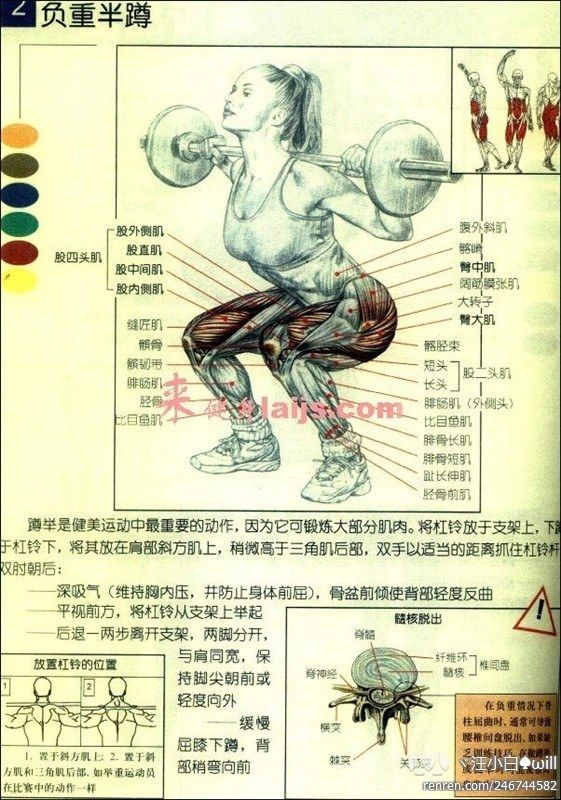 2 负重半蹲
股四头肌
股外侧肌
股直肌
股中间肌
股内侧肌
缝匠肌
髌骨
髌韧带
腓肠肌
胫骨
比目鱼肌
腹外斜肌
髂嵴
臀中肌
阔筋膜张肌
大转子
臀大肌
髂胫束
短头
长头
股二头肌
腓肠肌（外侧头）
比目鱼肌
腓骨长肌
腓骨短肌
趾长伸肌
胫骨前肌
来健身laijs.com
蹲举是健美运动中最重要的动作，因为它可锻炼大部分肌肉。将杠铃放于支架上，下蹲
于杠铃下，将其放在肩部斜方肌上，稍微高于三角肌后部，双手以适当的距离抓住杠铃杆
双肘朝后：
——深吸气（维持胸内压，并防止身体前屈），骨盆前倾使背部轻度反曲
——平视前方，将杠铃从支架上举起
——后退一两步离开支架，两脚分开，
与肩同宽，保
持脚尖朝前或
轻度向外
——缓慢
屈膝下蹲，背
部稍弯向前
放置杠铃的位置
1
2
1. 置于斜方肌上；2. 置于斜
方肌和三角肌后部，如举重运动员
在比赛中的动作一样
髓核脱出
脊髓
纤维环
髓核
椎间盘
脊神经
横突
棘突
关节突
在负重情况下脊
柱屈曲时，通常可导致
腰椎间盘脱出。如果缺
乏训练技巧，在做蹲举
汪小白♠will
renren.com/246744582